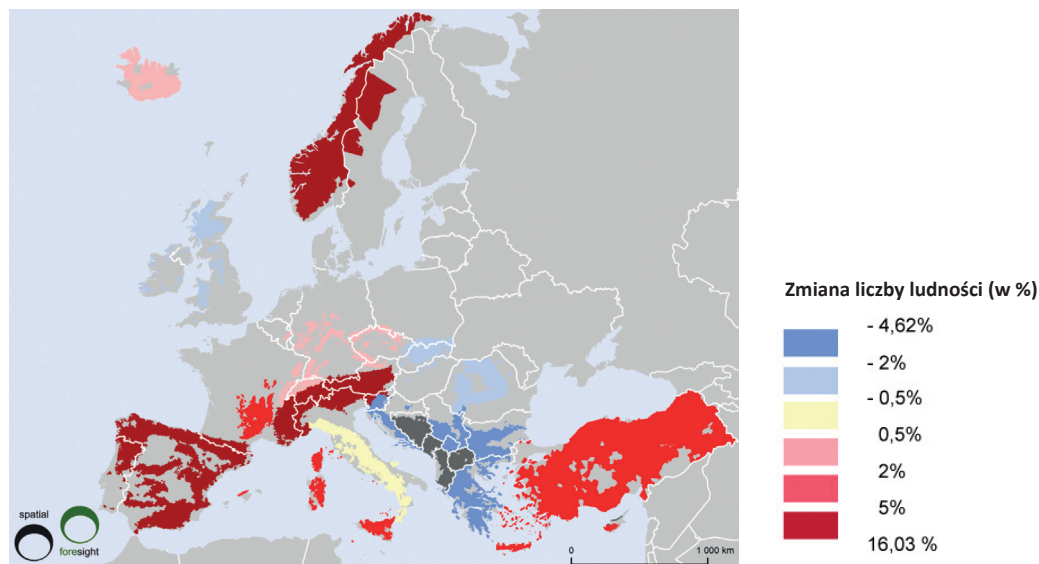 Zmiana liczby ludności (w %)
- 4,62%
- 2%
- 0,5%
0,5%
2%
5%
16,03 %
spatial
foresight
0 1 000 km